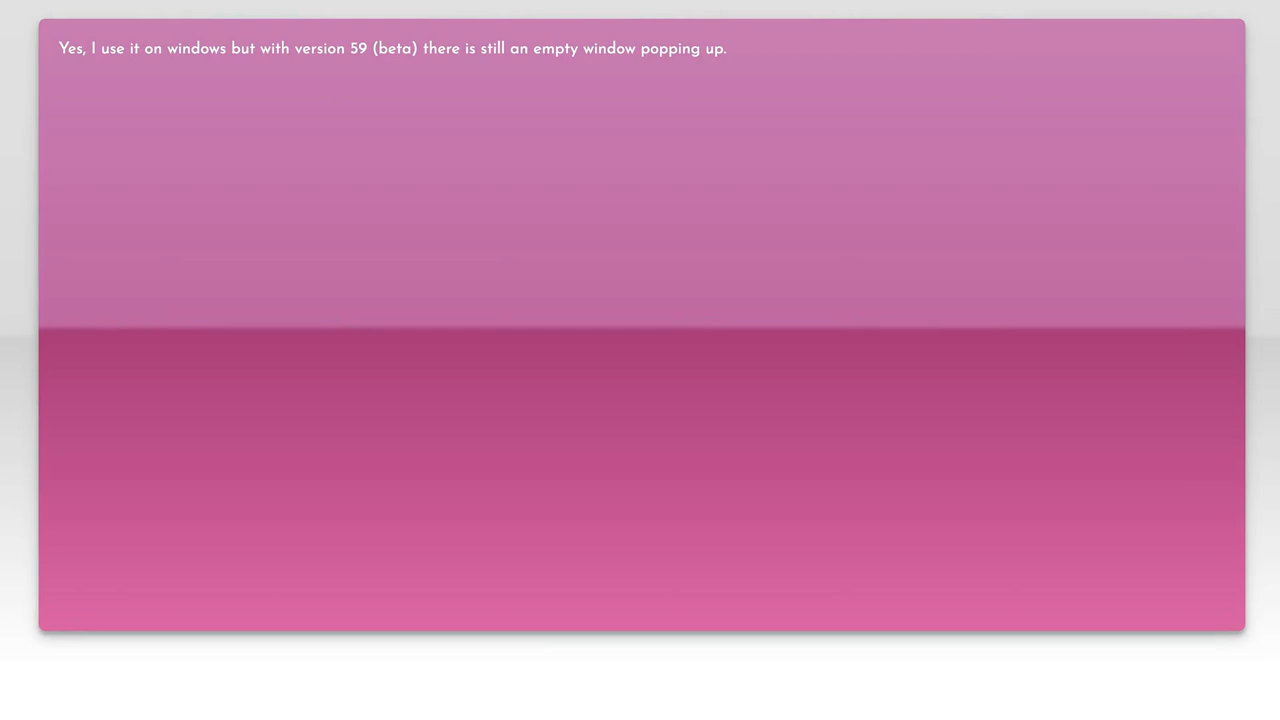 Yes, I use it on windows but with version 59 (beta) there is still an empty window popping up.